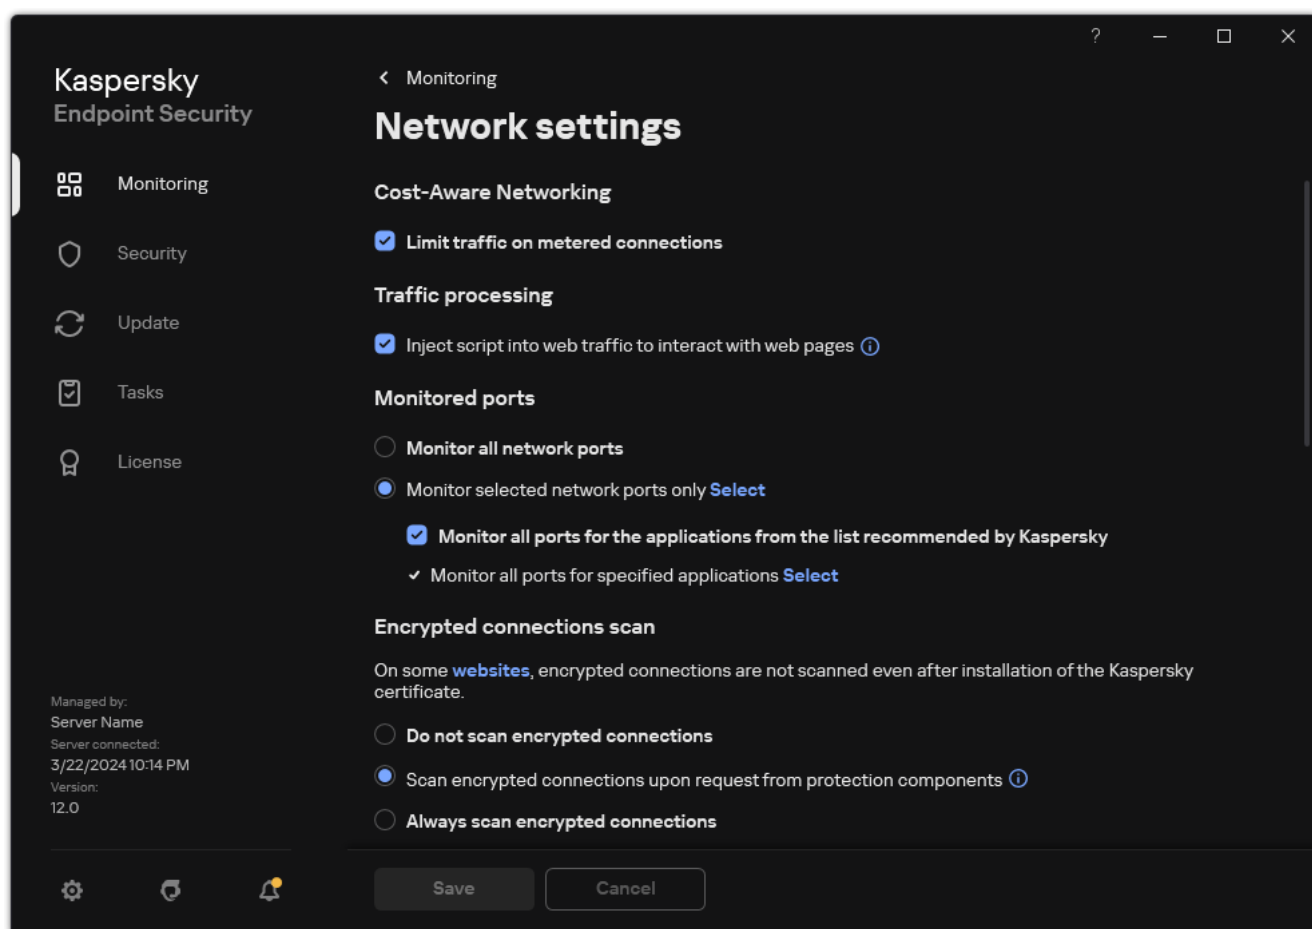 ?
Kaspersky
Endpoint Security
Monitoring
Security
Update
Tasks
License
Managed by:
Server Name
Server connected:
3/22/2024 10:14 PM
Version:
12.0
Monitoring
Network settings
Cost-Aware Networking
Limit traffic on metered connections
Traffic processing
Inject script into web traffic to interact with web pages
Monitored ports
Monitor all network ports
Monitor selected network ports only Select
Monitor all ports for the applications from the list recommended by Kaspersky
Monitor all ports for specified applications Select
Encrypted connections scan
On some websites, encrypted connections are not scanned even after installation of the Kaspersky
certificate.
Do not scan encrypted connections
Scan encrypted connections upon request from protection components
Always scan encrypted connections
Save
Cancel